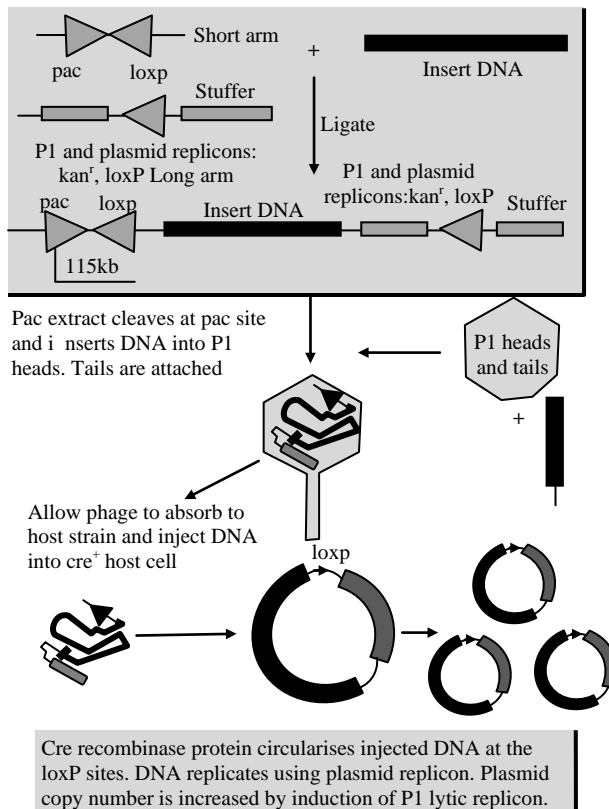 Short arm
pac loxp
+
Insert DNA
Stuffer
Ligate
P1 and plasmid replicons:
kanʳ, loxP Long arm
P1 and plasmid
replicons:kanʳ, loxP
pac loxp
Insert DNA
Stuffer
115kb
Pac extract cleaves at pac site
and i nserts DNA into P1
heads. Tails are attached
P1 heads
and tails
+
Allow phage to absorb to
host strain and inject DNA
into cre⁺ host cell
loxp
Cre recombinase protein circularises injected DNA at the
loxP sites. DNA replicates using plasmid replicon. Plasmid
copy number is increased by induction of P1 lytic replicon.